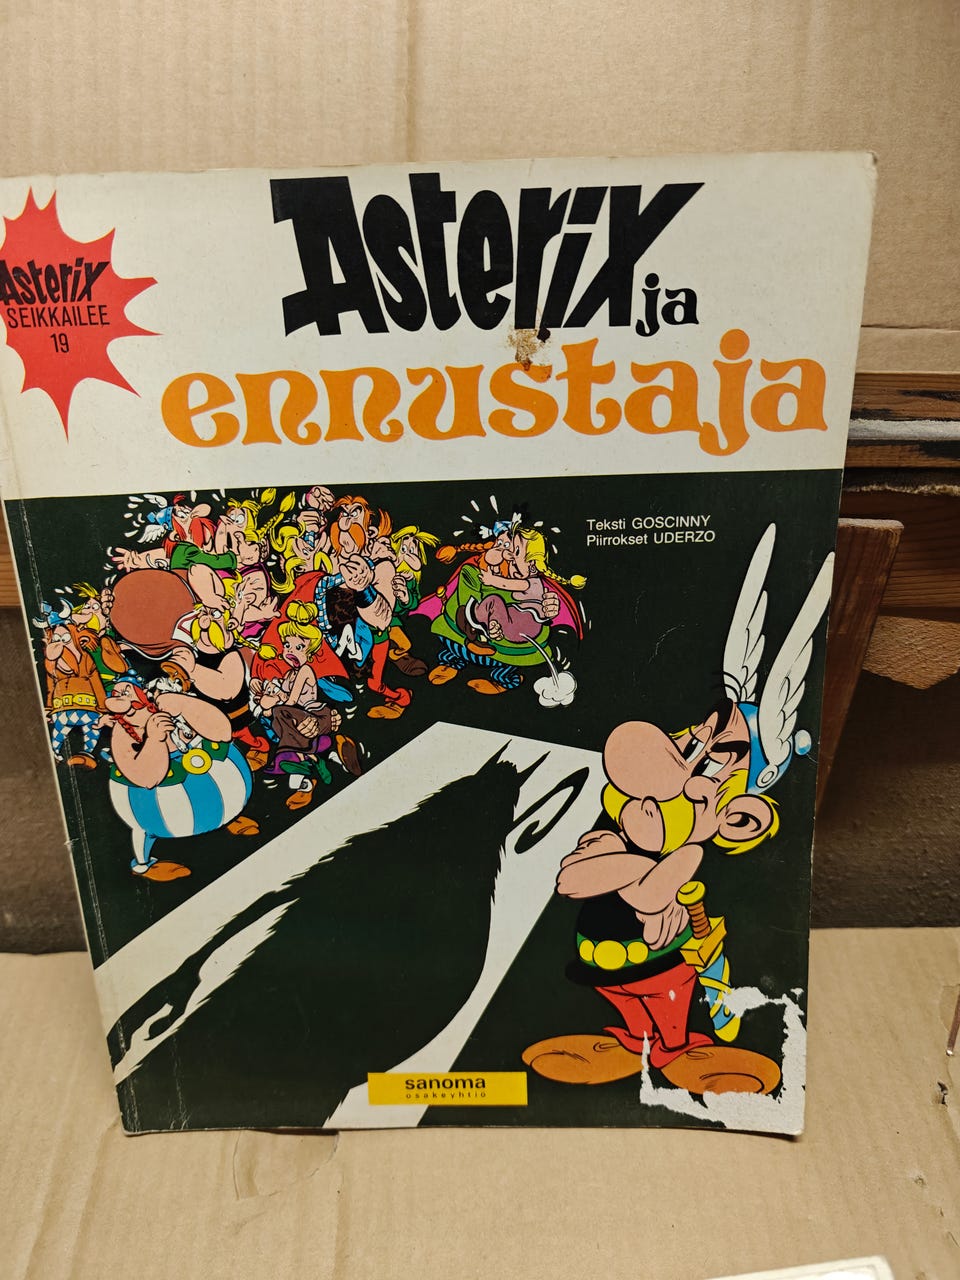 Asterix
SEIKKAILEE
19
Asterix ja
ennustaja
Teksti GOSCINNY
Piirrokset UDERZO
sanoma
osakeyhtiö